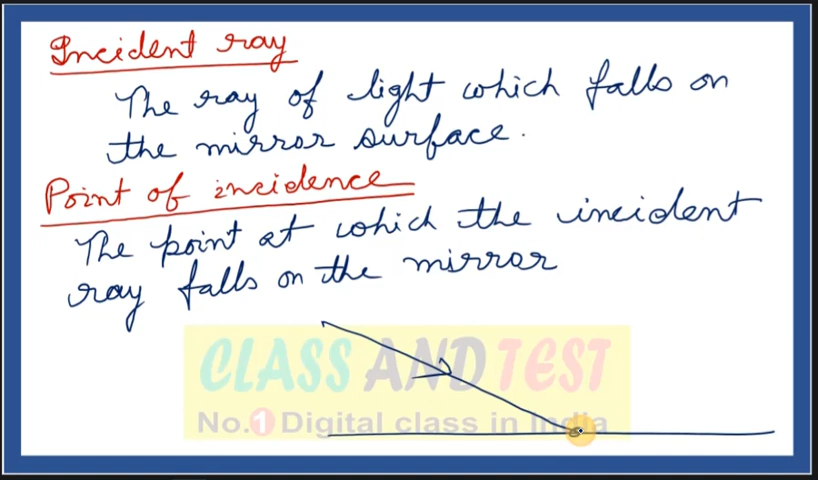 Incident ray
The ray of light which falls on
the mirror surface.
Point of incidence
The point at which the incident
ray falls on the mirror
CLASS AND TEST
No.1 Digital class in India